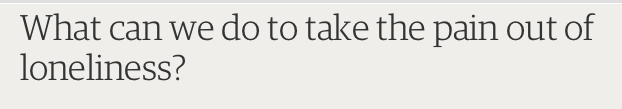 What can we do to take the pain out of
loneliness?